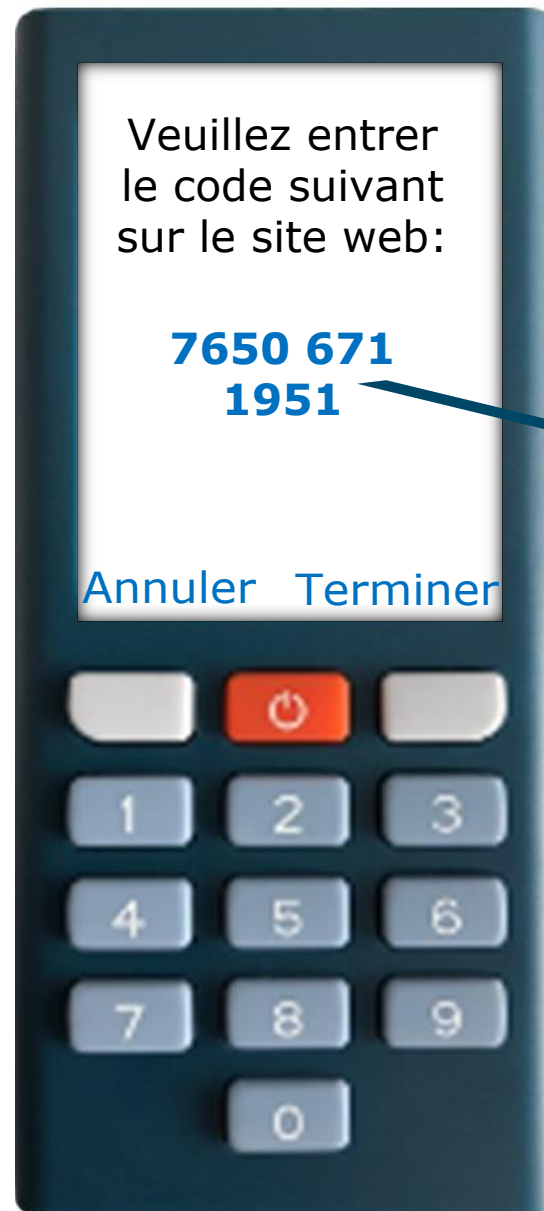 Veuillez entrer
le code suivant
sur le site web:
7650 671
1951
Annuler Terminer
1 2 3
4 5 6
7 8 9
0